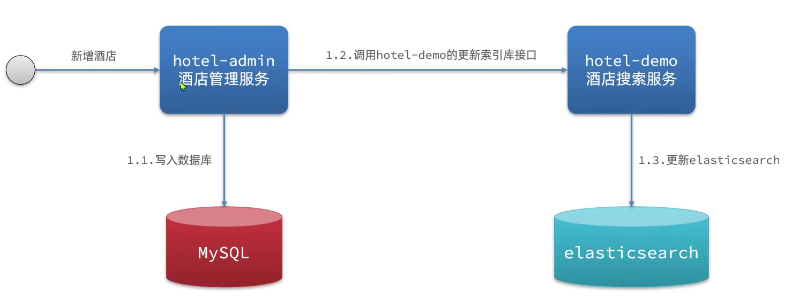 新增酒店
hotel-admin
酒店管理服务
1.2.调用hotel-demo的更新索引库接口
hotel-demo
酒店搜索服务
1.1.写入数据库
1.3.更新elasticsearch
MySQL
elasticsearch